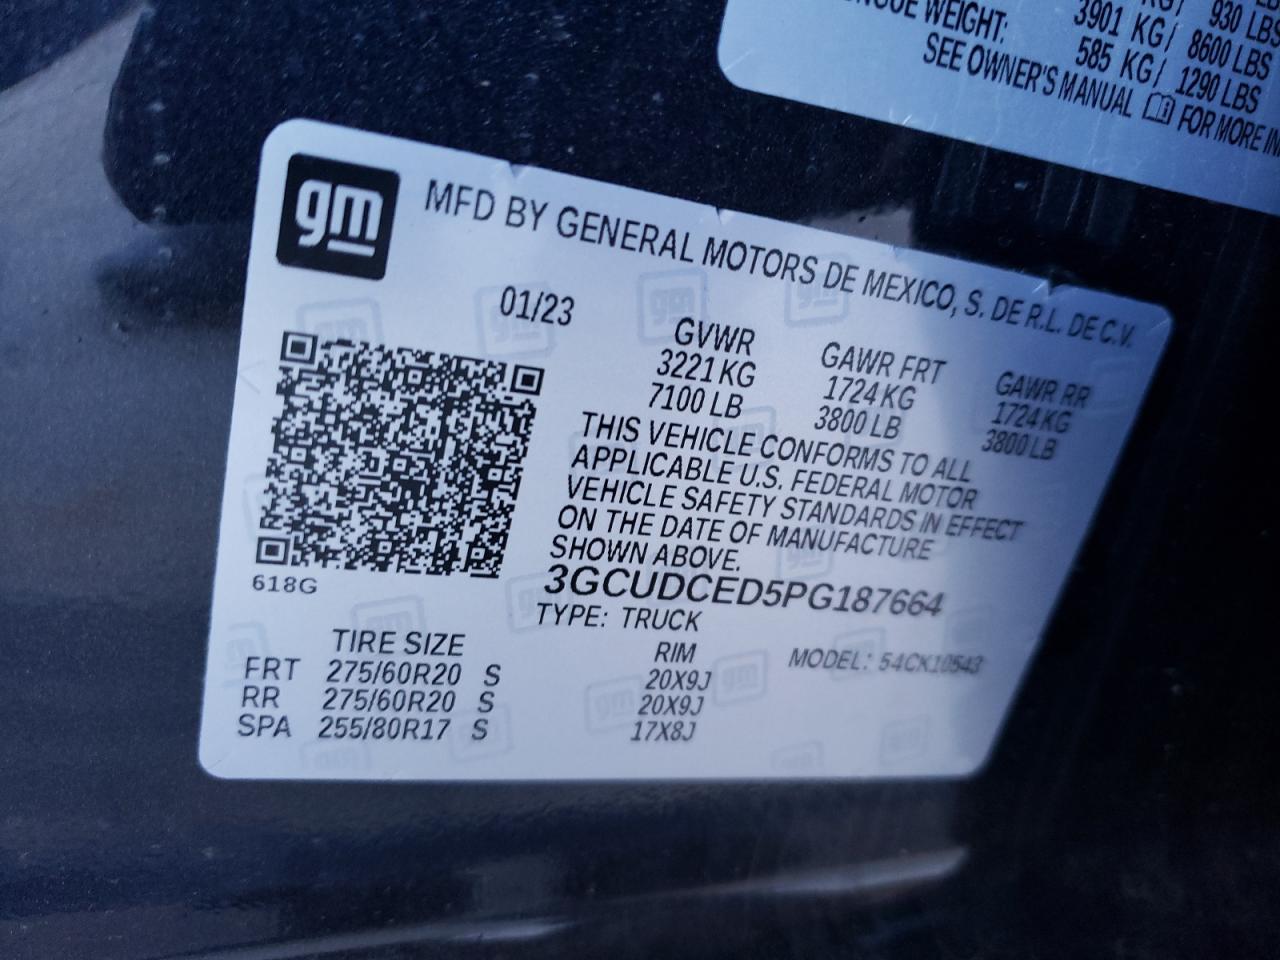 KG/ 930 LBS
WEIGHT: 3901 KG/ 8600 LBS
585 KG/ 1290 LBS
SEE OWNER'S MANUAL FOR MORE
gm
MFD BY GENERAL MOTORS DE MEXICO, S. DE R.L. DE C.V.
01/23
GVWR GAWR FRT GAWR RR
3221 KG 1724 KG 1724 KG
7100 LB 3800 LB 3800 LB
THIS VEHICLE CONFORMS TO ALL
APPLICABLE U.S. FEDERAL MOTOR
VEHICLE SAFETY STANDARDS IN EFFECT
ON THE DATE OF MANUFACTURE
SHOWN ABOVE.
3GCUDCED5PG187664
TYPE: TRUCK
618G
TIRE SIZE RIM MODEL: 54CK10543
FRT 275/60R20 S 20X9J
RR 275/60R20 S 20X9J
SPA 255/80R17 S 17X8J